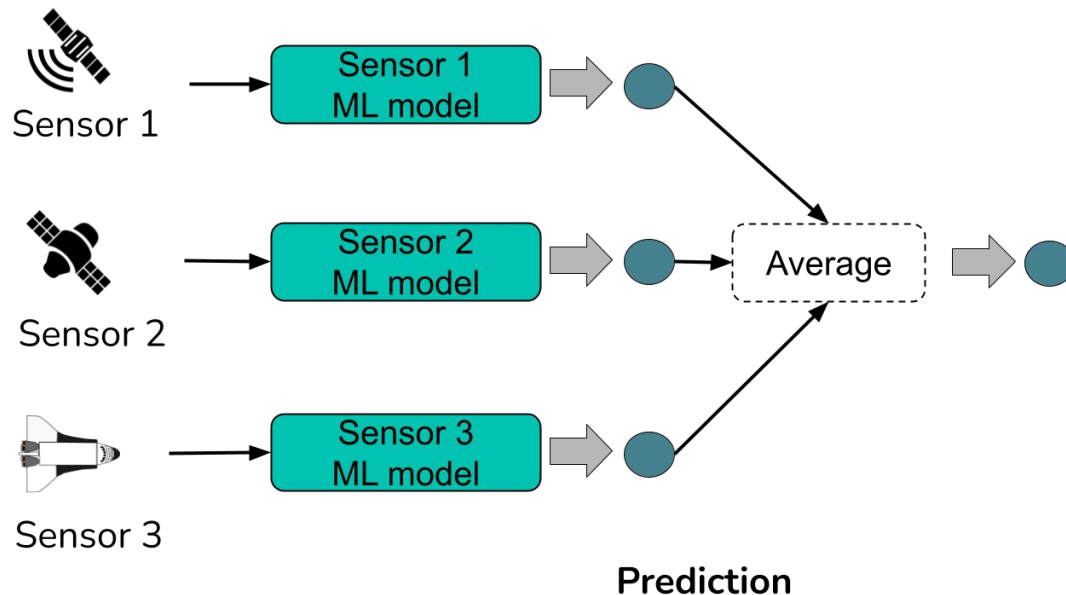 Sensor 1
Sensor 1
ML model
Sensor 2
Sensor 2
ML model
Average
Sensor 3
Sensor 3
ML model
Prediction